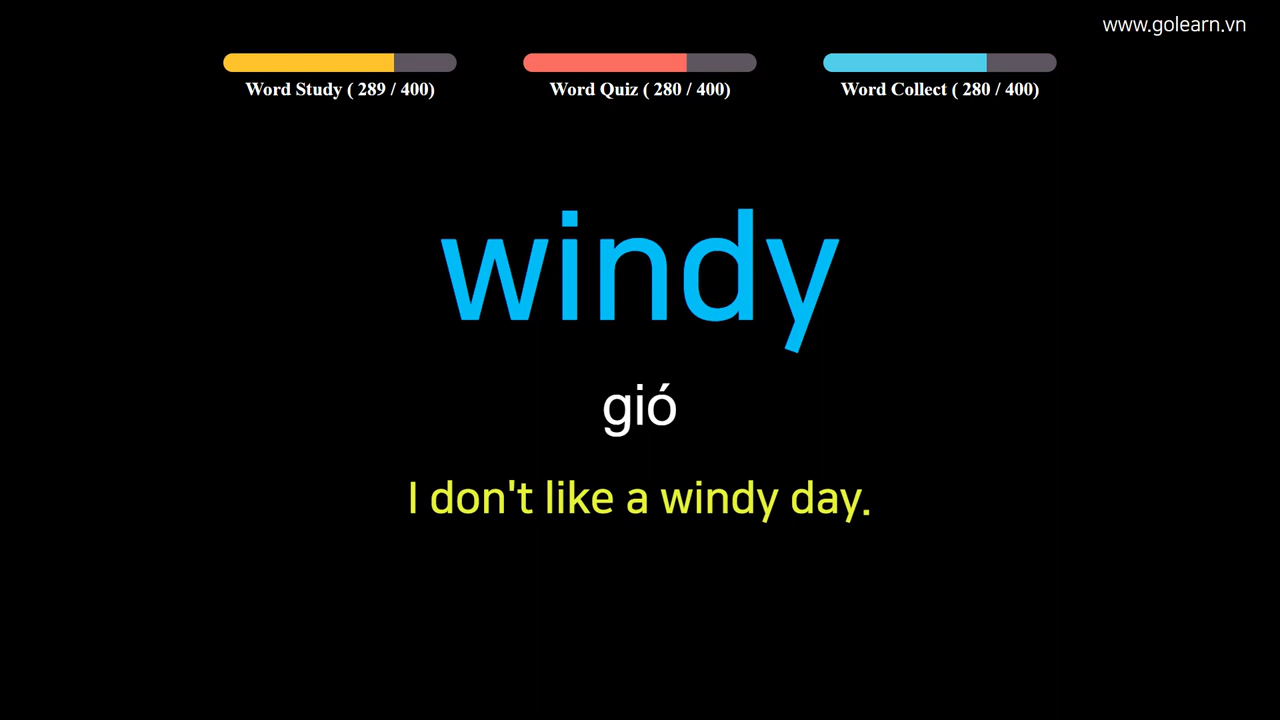 www.golearn.vn
Word Study ( 289 / 400)
Word Quiz ( 280 / 400)
Word Collect ( 280 / 400)
windy
gió
I don't like a windy day.